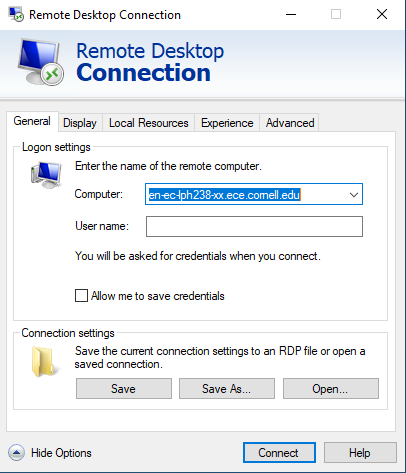 Remote Desktop Connection
Remote Desktop
Connection
General
Display
Local Resources
Experience
Advanced
Logon settings
Enter the name of the remote computer.
Computer:
en-ec-lph238-xx.ece.cornell.edu
User name:
You will be asked for credentials when you connect.
Allow me to save credentials
Connection settings
Save the current connection settings to an RDP file or open a
saved connection.
Save
Save As...
Open...
Hide Options
Connect
Help